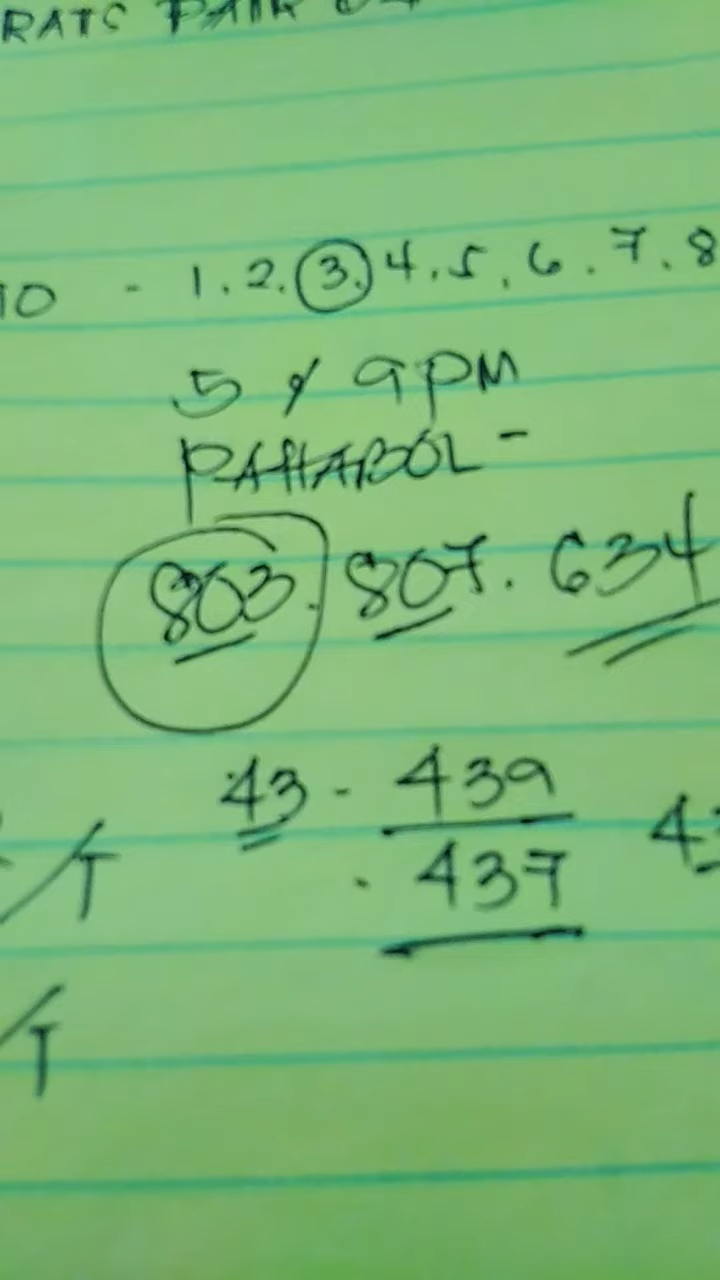 RATS PAIR
10 - 1.2.3.4.5.6.7.8
5 & 9PM
PAHABOL-
803. 807. 634
43 - 439
/T
. 437
/T